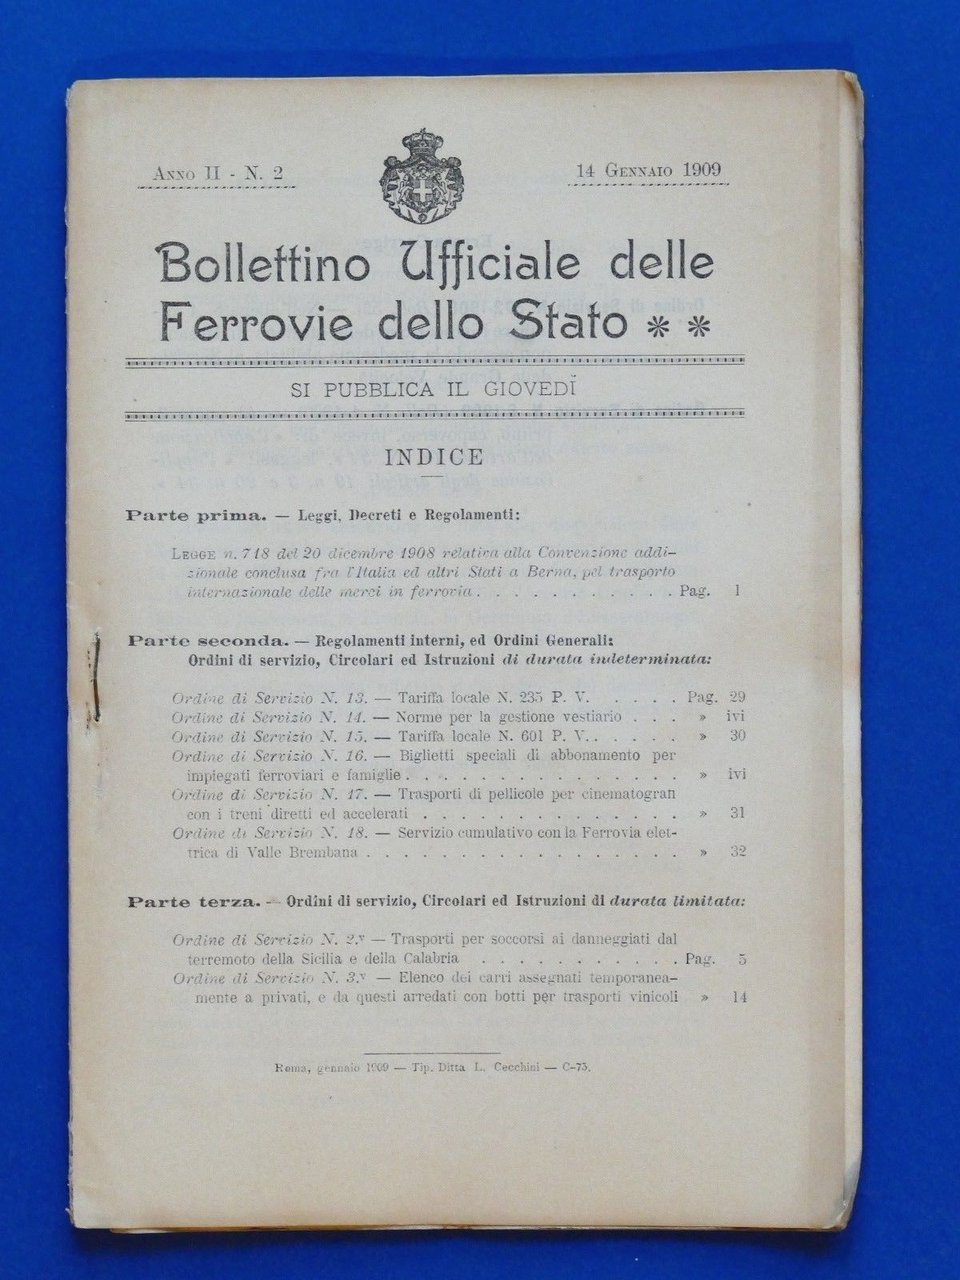 Anno II - N. 2
14 Gennaio 1909
Bollettino Ufficiale delle
Ferrovie dello Stato * *
SI PUBBLICA IL GIOVEDÌ
INDICE
Parte prima. — Leggi, Decreti e Regolamenti:
Legge n. 718 del 20 dicembre 1908 relativa alla Convenzione addi-
zionale conclusa fra l'Italia ed altri Stati a Berna, pel trasporto
internazionale delle merci in ferrovia . . . . . . . . . . . Pag. 1
Parte seconda. — Regolamenti interni, ed Ordini Generali:
Ordini di servizio, Circolari ed Istruzioni di durata indeterminata:
Ordine di Servizio N. 13. — Tariffa locale N. 235 P. V. . . . . . Pag. 29
Ordine di Servizio N. 14. — Norme per la gestione vestiario . . . » ivi
Ordine di Servizio N. 15. — Tariffa locale N. 601 P. V. . . . . . » 30
Ordine di Servizio N. 16. — Biglietti speciali di abbonamento per
impiegati ferroviari e famiglie . . . . . . . . . . . . . . . » ivi
Ordine di Servizio N. 17. — Trasporti di pellicole per cinematografi
con i treni diretti ed accelerati . . . . . . . . . . . . . . » 31
Ordine di Servizio N. 18. — Servizio cumulativo con la Ferrovia elet-
trica di Valle Brembana . . . . . . . . . . . . . . . . . » 32
Parte terza. — Ordini di servizio, Circolari ed Istruzioni di durata limitata:
Ordine di Servizio N. 2.v — Trasporti per soccorsi ai danneggiati dal
terremoto della Sicilia e della Calabria . . . . . . . . . . . Pag. 5
Ordine di Servizio N. 3.v — Elenco dei carri assegnati temporanea-
mente a privati, e da questi arredati con botti per trasporti vinicoli » 14
Roma, gennaio 1909 — Tip. Ditta L. Cecchini — C-75.